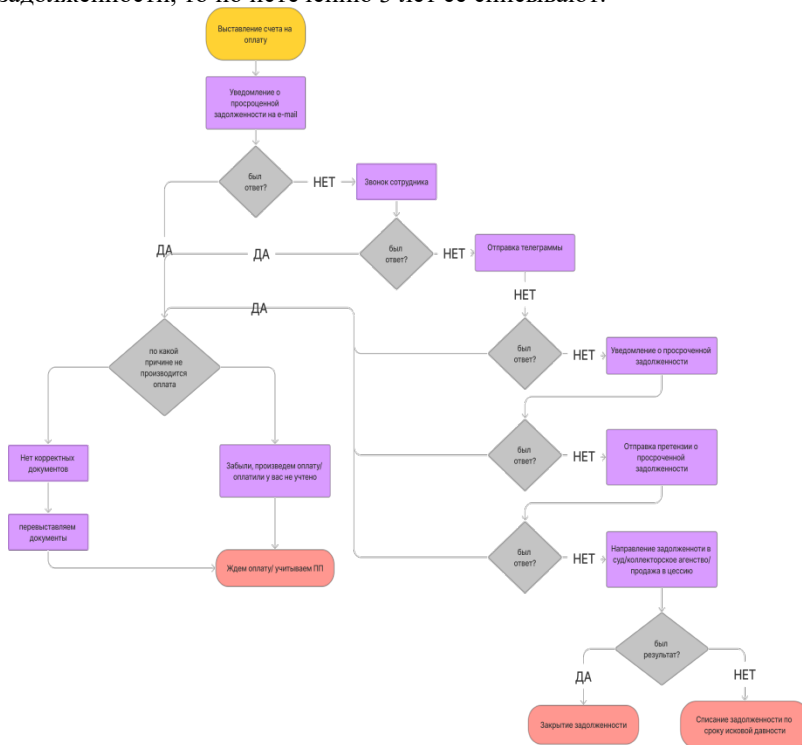 задолженности, то по истечению 3 лет ее списывают.
Выставление счета на
оплату
Уведомление о
просроценной
задолженности на e-mail
был
ответ?
НЕТ
Звонок сотрудника
ДА
был
ответ?
ДА
НЕТ
Отправка телеграммы
НЕТ
ДА
был
ответ?
НЕТ
Уведомление о просроченной
задолженности
по какой
причине не
производится
оплата
Нет корректных
документов
Забыли, произведем оплату/
оплатили у вас не учтено
был
ответ?
НЕТ
Отправка претензии о
просроченной
задолженности
перевыставляем
документы
Ждем оплату/ учитываем ПП
был
ответ?
НЕТ
Направление задолженноти в
суд/коллекторское агенство/
продажа в цессию
был
результат?
ДА
НЕТ
Закрытие задолженности
Списание задолженности по
сроку исковой давности